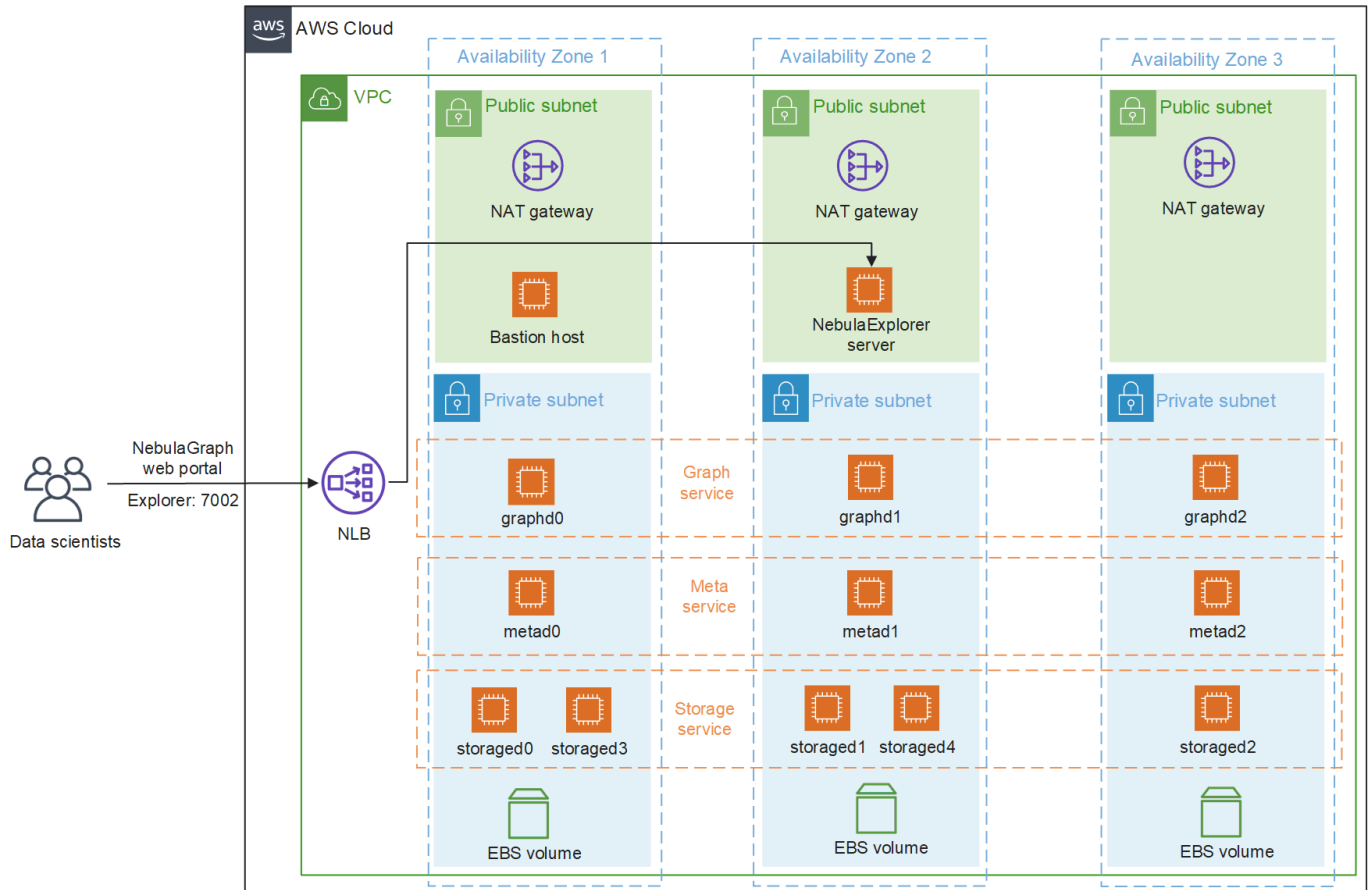 aws
AWS Cloud
Availability Zone 1
Availability Zone 2
Availability Zone 3
VPC
Public subnet
Public subnet
Public subnet
NAT gateway
NAT gateway
NAT gateway
Bastion host
NebulaExplorer
server
Private subnet
Private subnet
Private subnet
NebulaGraph
web portal
Explorer: 7002
Data scientists
NLB
Graph
service
graphd0
graphd1
graphd2
Meta
service
metad0
metad1
metad2
Storage
service
storaged0
storaged3
storaged1
storaged4
storaged2
EBS volume
EBS volume
EBS volume